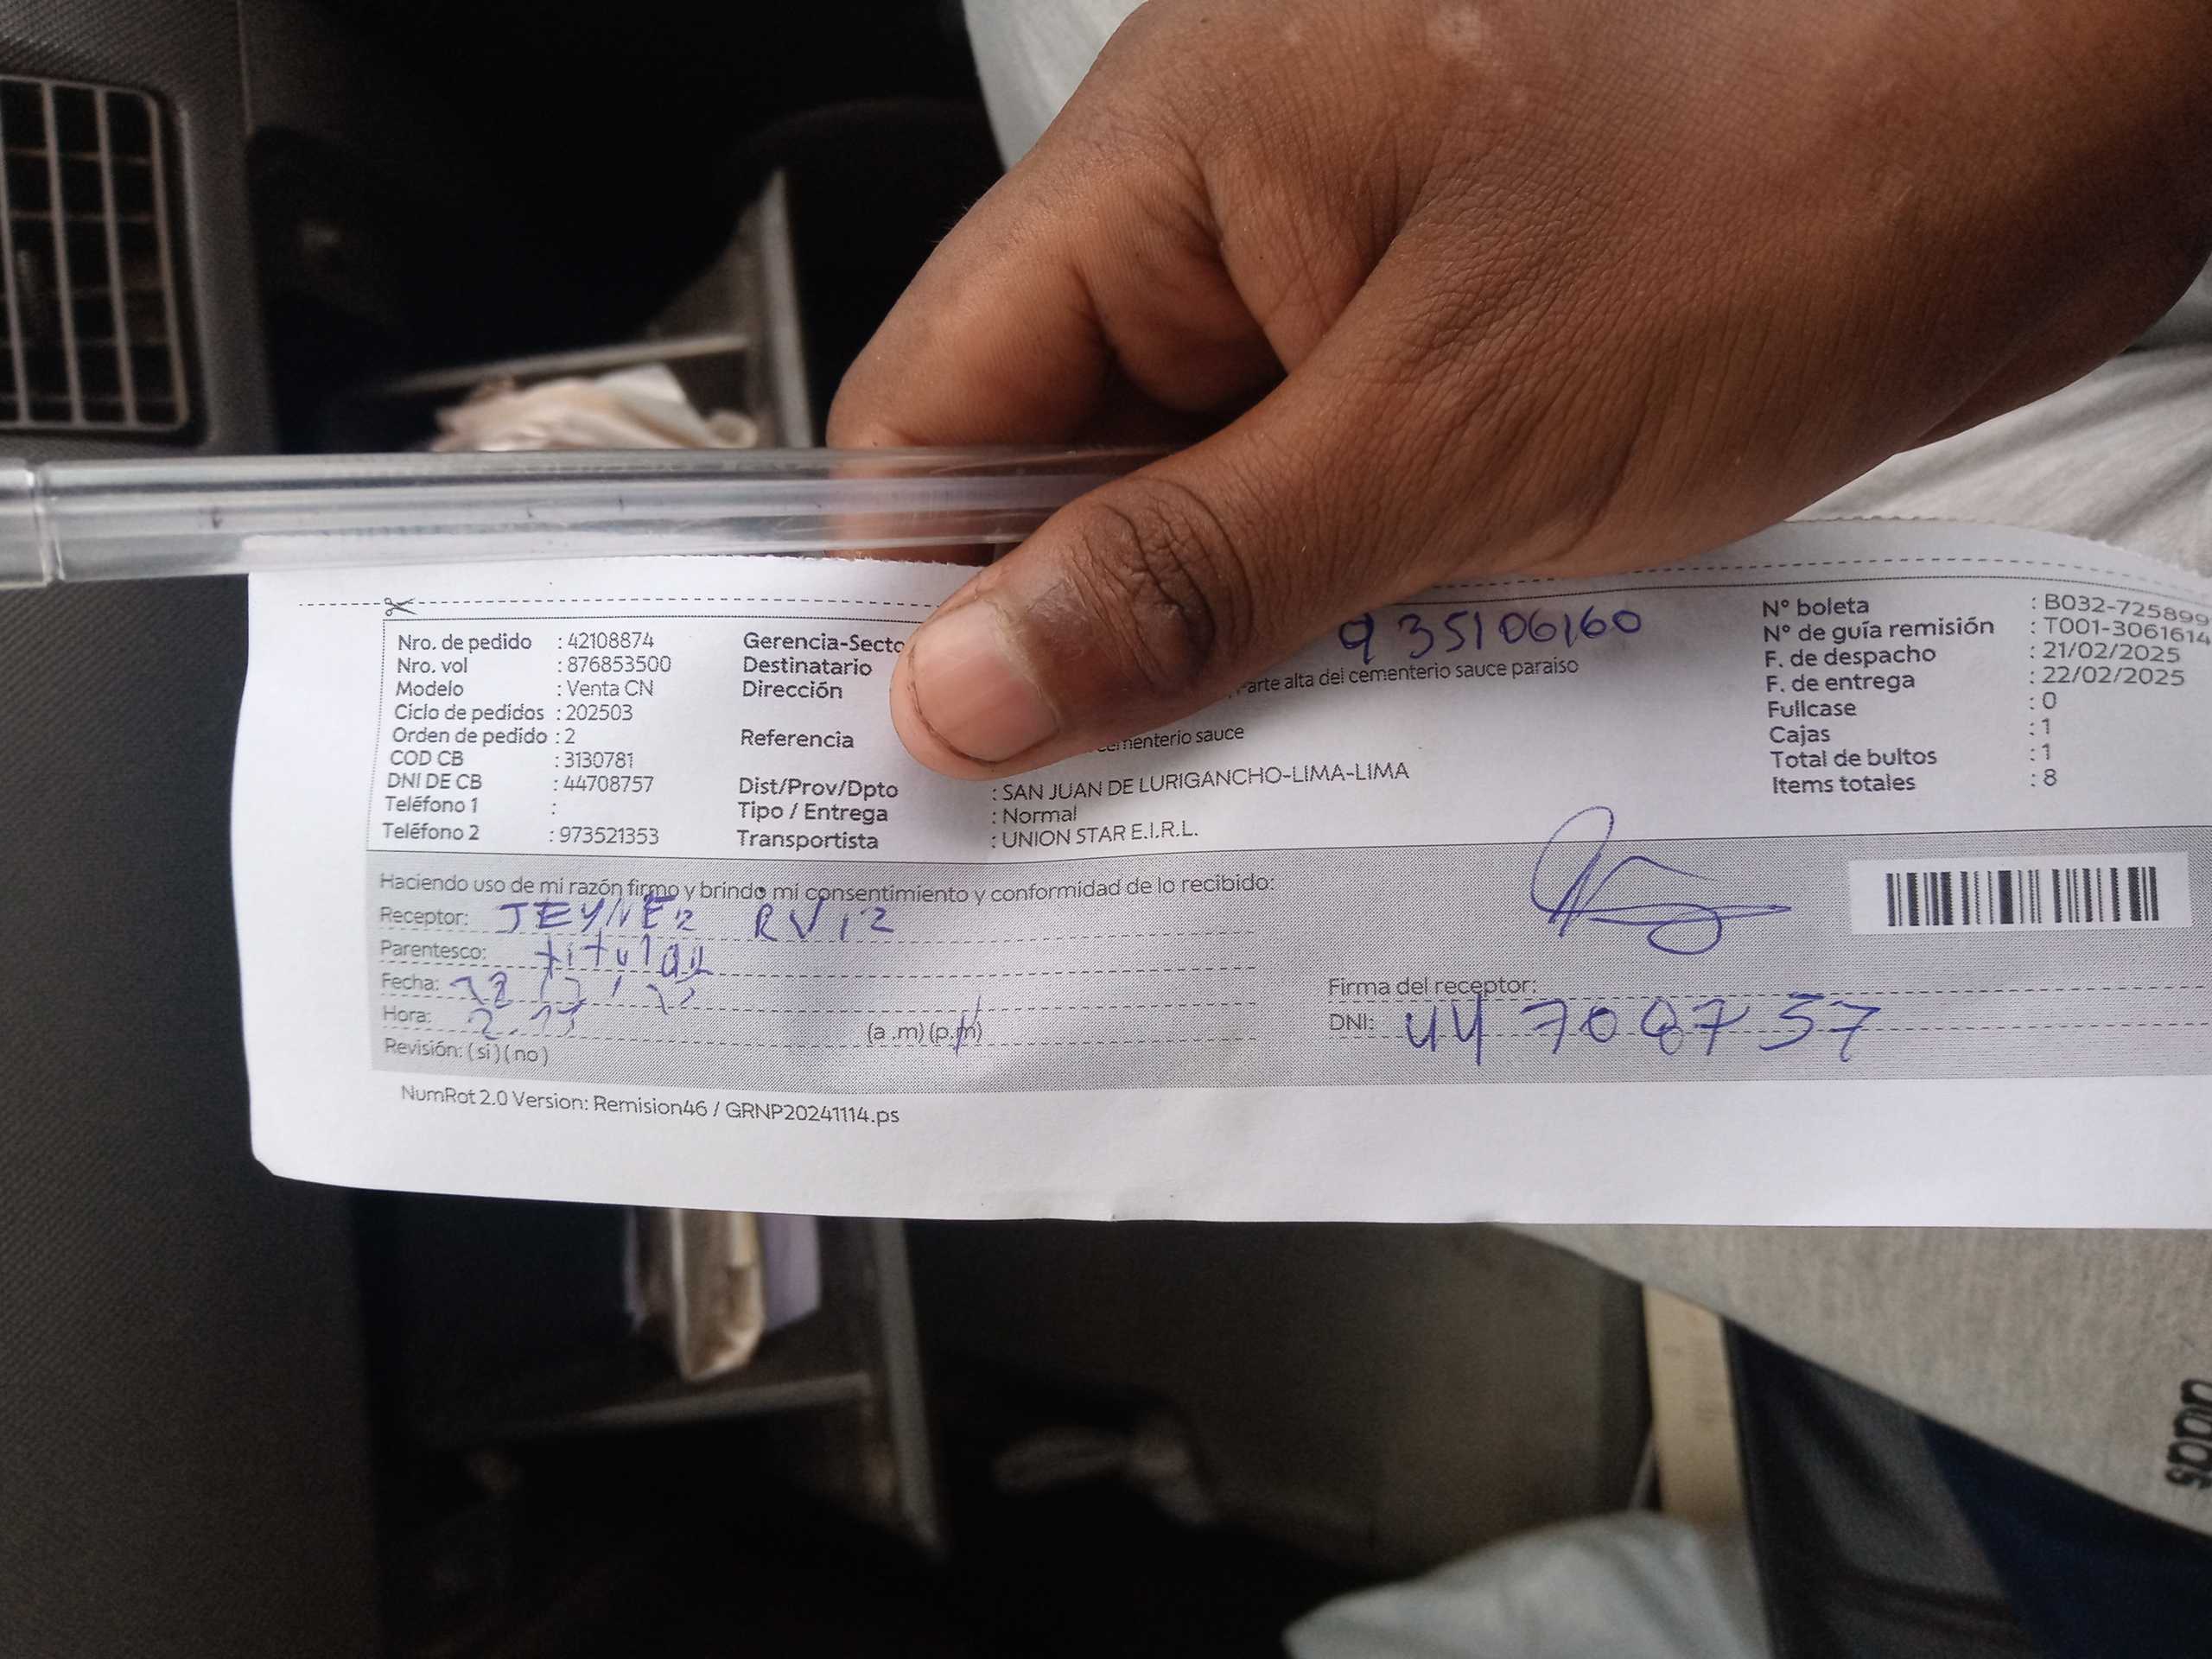 Nro. de pedido : 42108874
Nro. vol : 876853500
Modelo : Venta CN
Ciclo de pedidos : 202503
Orden de pedido : 2
COD CB : 3130781
DNI DE CB : 44708757
Teléfono 1 :
Teléfono 2 : 973521353
Gerencia-Secto
Destinatario
Dirección
935106160
arte alta del cementerio sauce paraiso
Referencia
cementerio sauce
Dist/Prov/Dpto : SAN JUAN DE LURIGANCHO-LIMA-LIMA
Tipo / Entrega : Normal
Transportista : UNION STAR E.I.R.L.
N° boleta : B032-725899
N° de guía remisión : T001-3061614
F. de despacho : 21/02/2025
F. de entrega : 22/02/2025
Fullcase : 0
Cajas : 1
Total de bultos : 1
Items totales : 8
Haciendo uso de mi razón firmo y brindo mi consentimiento y conformidad de lo recibido:
Receptor:
Parentesco: titular
Fecha:
Hora: (a .m) (p.m)
Revisión: ( si ) ( no )
Firma del receptor:
DNI: 44708757
NumRot 2.0 Version: Remision46 / GRNP20241114.ps